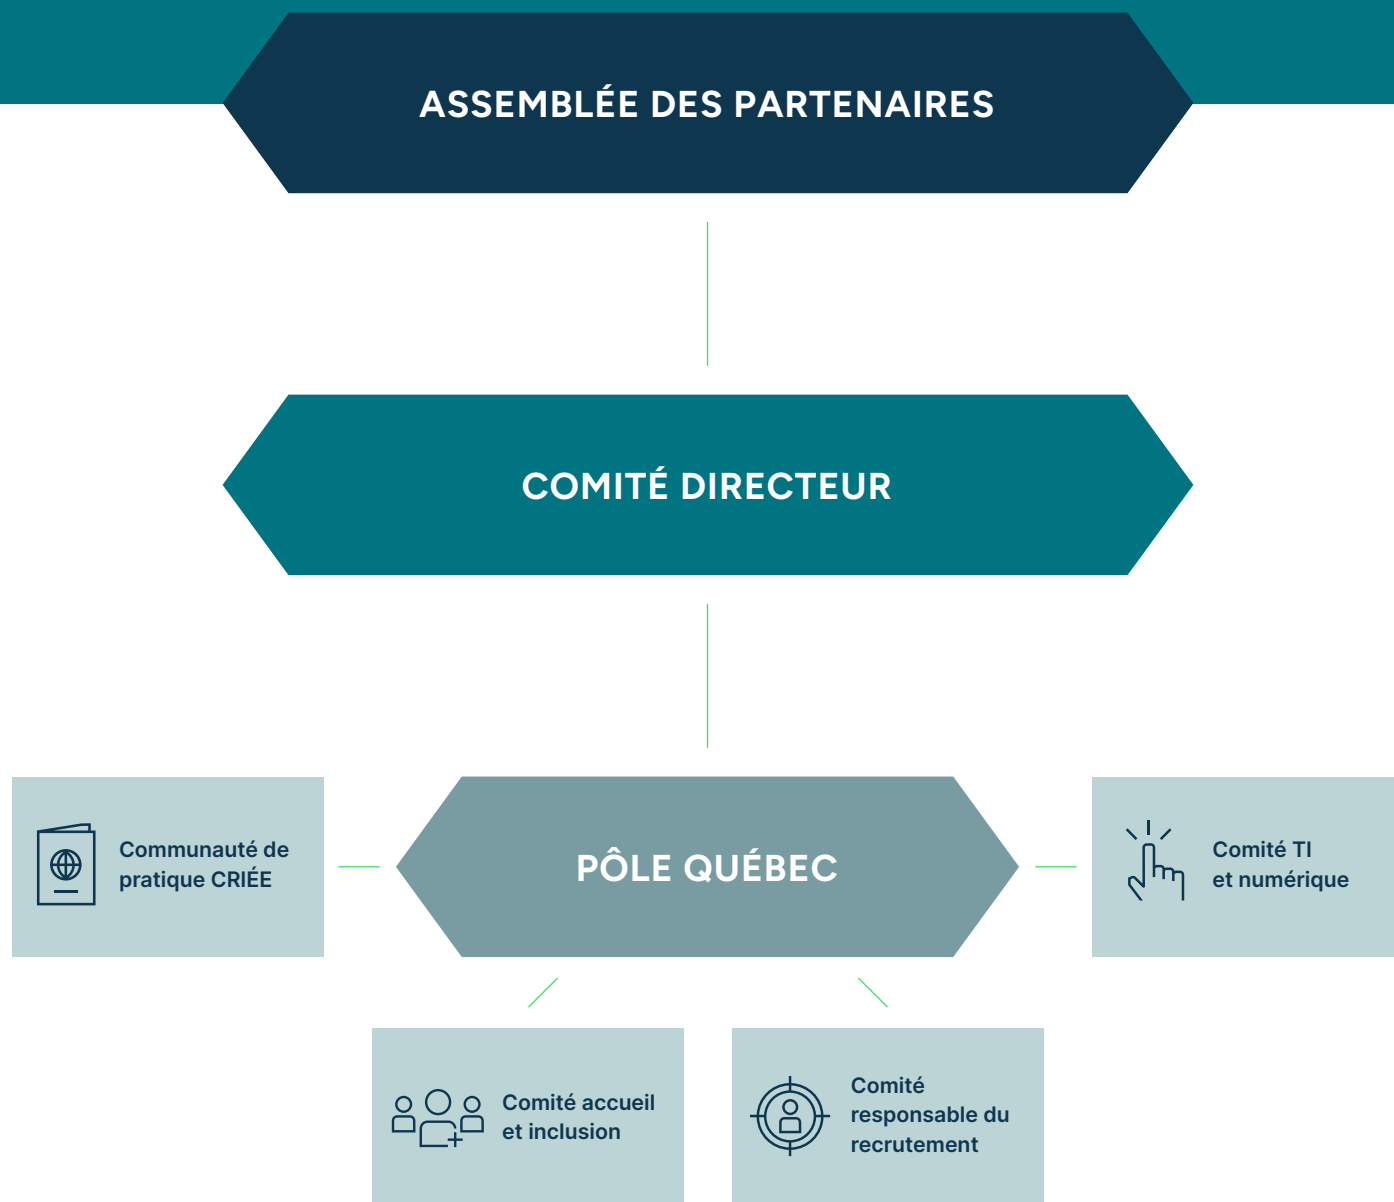 ASSEMBLÉE DES PARTENAIRES
COMITÉ DIRECTEUR
Communauté de
pratique CRIÉE
PÔLE QUÉBEC
Comité TI
et numérique
Comité accueil
et inclusion
Comité
responsable du
recrutement